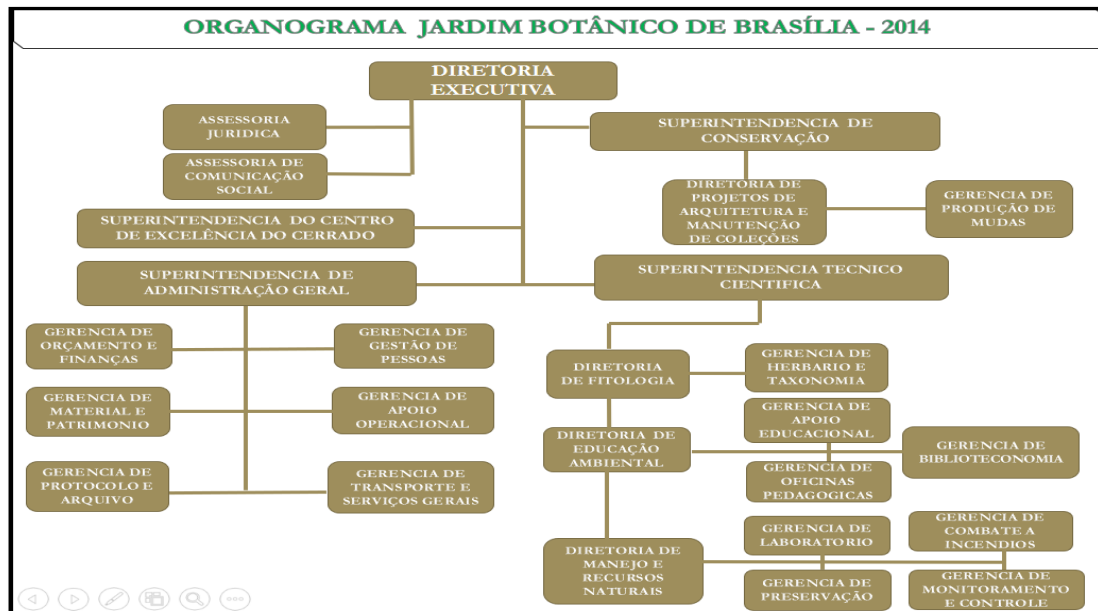 ORGANOGRAMA JARDIM BOTÂNICO DE BRASÍLIA - 2014
DIRETORIA
EXECUTIVA
ASSESSORIA
JURIDICA
ASSESSORIA DE
COMUNICAÇÃO
SOCIAL
SUPERINTENDENCIA DE
CONSERVAÇÃO
DIRETORIA DE
PROJETOS DE
ARQUITETURA E
MANUTENÇÃO
DE COLEÇÕES
GERENCIA DE
PRODUÇÃO DE
MUDAS
SUPERINTENDENCIA DO CENTRO
DE EXCELÊNCIA DO CERRADO
SUPERINTENDENCIA DE
ADMINISTRAÇÃO GERAL
SUPERINTENDENCIA TECNICO
CIENTIFICA
GERENCIA DE
ORÇAMENTO E
FINANÇAS
GERENCIA DE
GESTÃO DE
PESSOAS
GERENCIA DE
MATERIAL E
PATRIMONIO
GERENCIA DE
APOIO
OPERACIONAL
GERENCIA DE
PROTOCOLO E
ARQUIVO
GERENCIA DE
TRANSPORTE E
SERVIÇOS GERAIS
DIRETORIA
DE FITOLOGIA
GERENCIA DE
HERBARIO E
TAXONOMIA
DIRETORIA DE
EDUCAÇÃO
AMBIENTAL
GERENCIA DE
APOIO
EDUCACIONAL
GERENCIA DE
BIBLIOTECONOMIA
GERENCIA DE
OFICINAS
PEDAGOGICAS
DIRETORIA DE
MANEJO E
RECURSOS
NATURAIS
GERENCIA DE
LABORATORIO
GERENCIA DE
COMBATE A
INCENDIOS
GERENCIA DE
PRESERVAÇÃO
GERENCIA DE
MONITORAMENTO
E CONTROLE